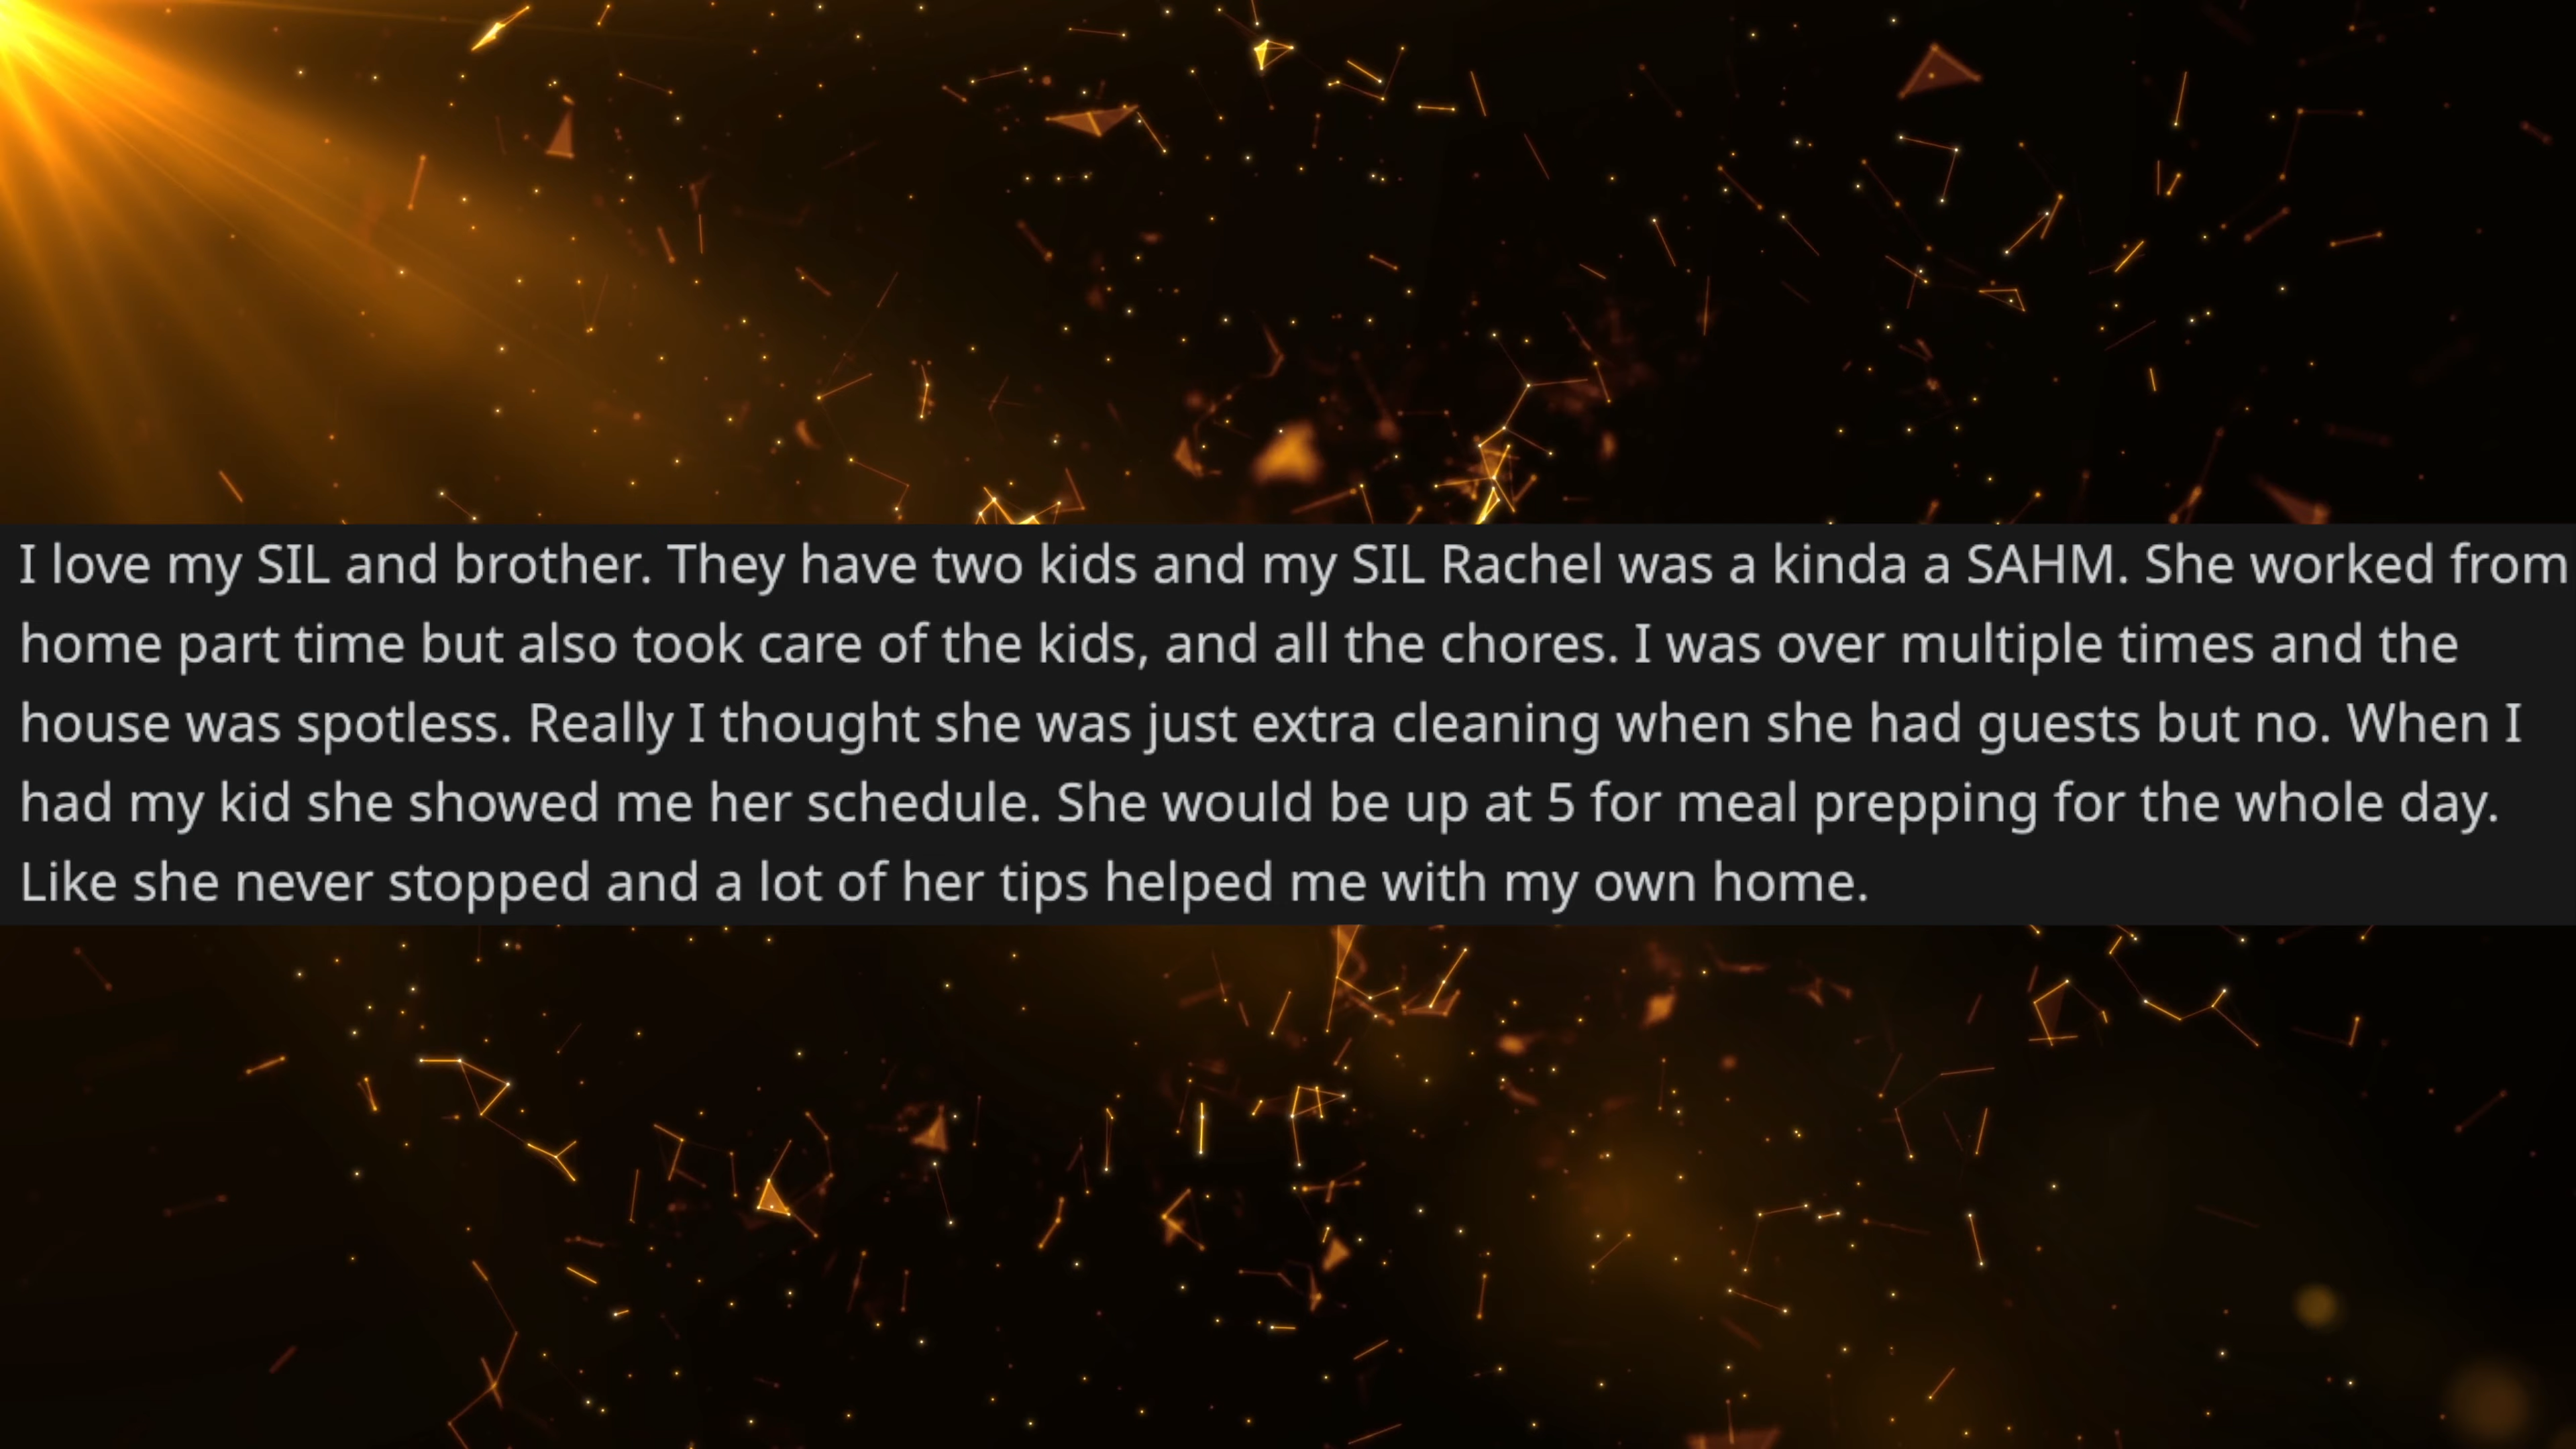 I love my SIL and brother. They have two kids and my SIL Rachel was a kinda a SAHM. She worked from
home part time but also took care of the kids, and all the chores. I was over multiple times and the
house was spotless. Really I thought she was just extra cleaning when she had guests but no. When I
had my kid she showed me her schedule. She would be up at 5 for meal prepping for the whole day.
Like she never stopped and a lot of her tips helped me with my own home.